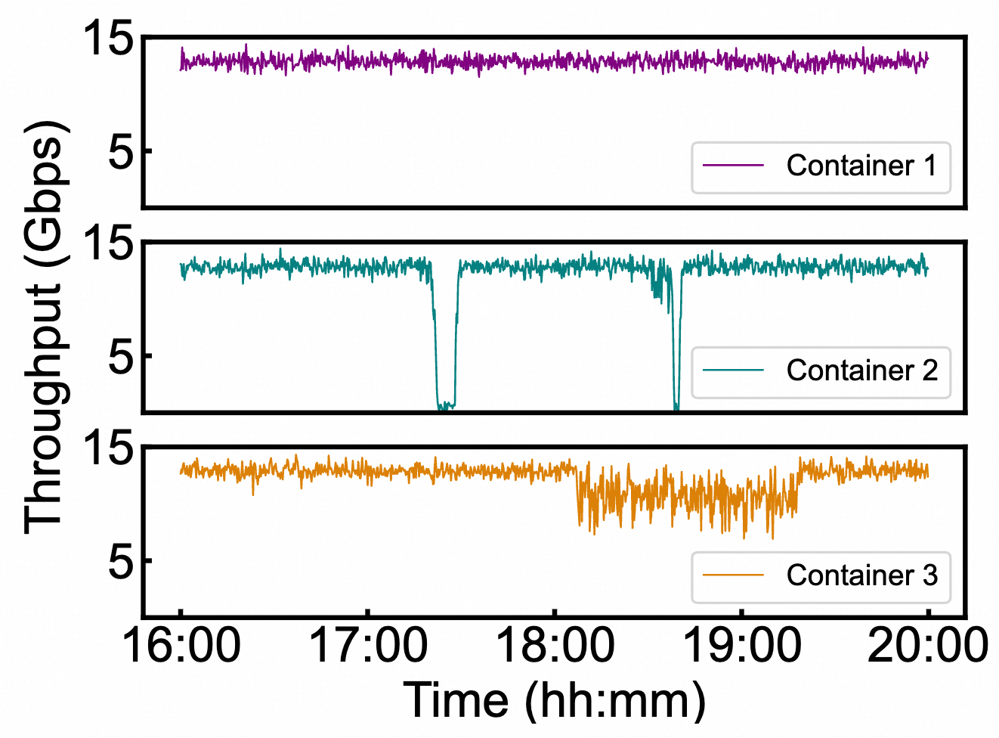 15
5
Container 1
15
5
Container 2
15
5
Container 3
Throughput (Gbps)
16:00 17:00 18:00 19:00 20:00
Time (hh:mm)